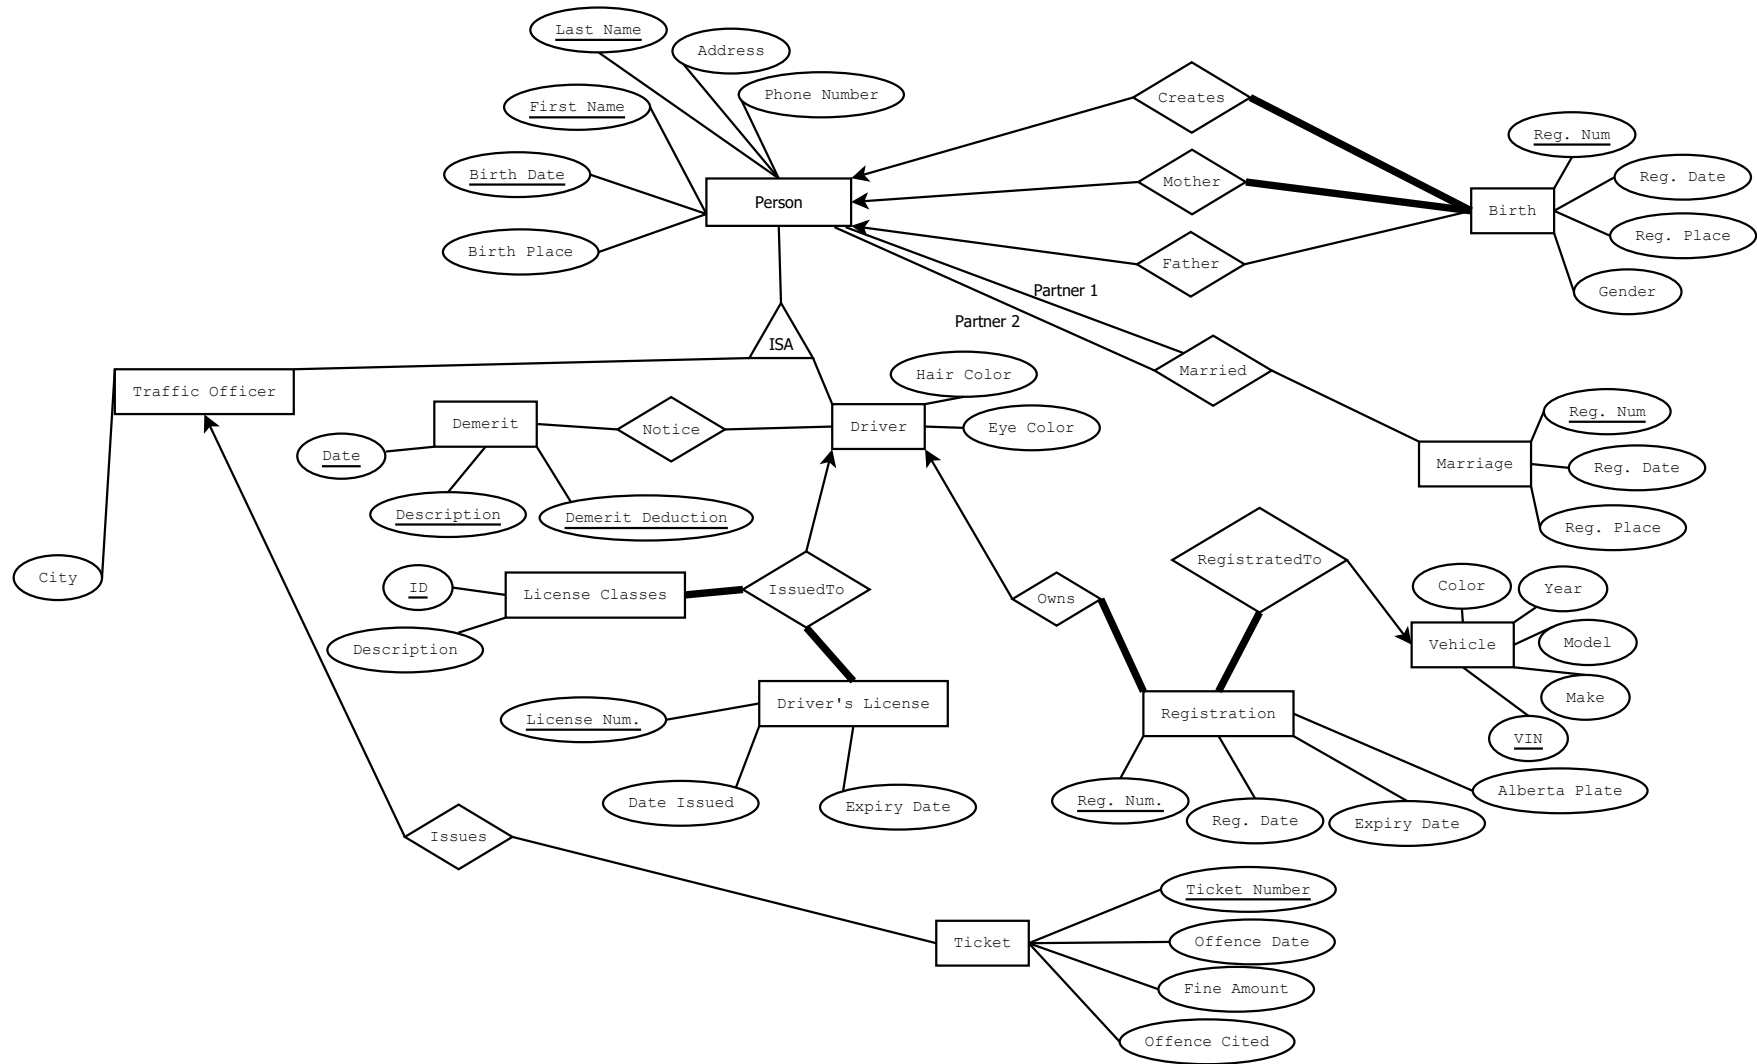 Last Name
Address
Phone Number
First Name
Birth Date
Birth Place
Person
Creates
Mother
Father
Reg. Num
Reg. Date
Reg. Place
Gender
Birth
Partner 1
Partner 2
ISA
Married
Marriage
Reg. Num
Reg. Date
Reg. Place
Traffic Officer
City
Demerit
Date
Description
Demerit Deduction
Notice
Driver
Hair Color
Eye Color
ID
License Classes
Description
IssuedTo
Owns
RegistratedTo
Color
Year
Vehicle
Model
Make
VIN
License Num.
Driver's License
Date Issued
Expiry Date
Registration
Reg. Num.
Reg. Date
Expiry Date
Alberta Plate
Issues
Ticket
Ticket Number
Offence Date
Fine Amount
Offence Cited